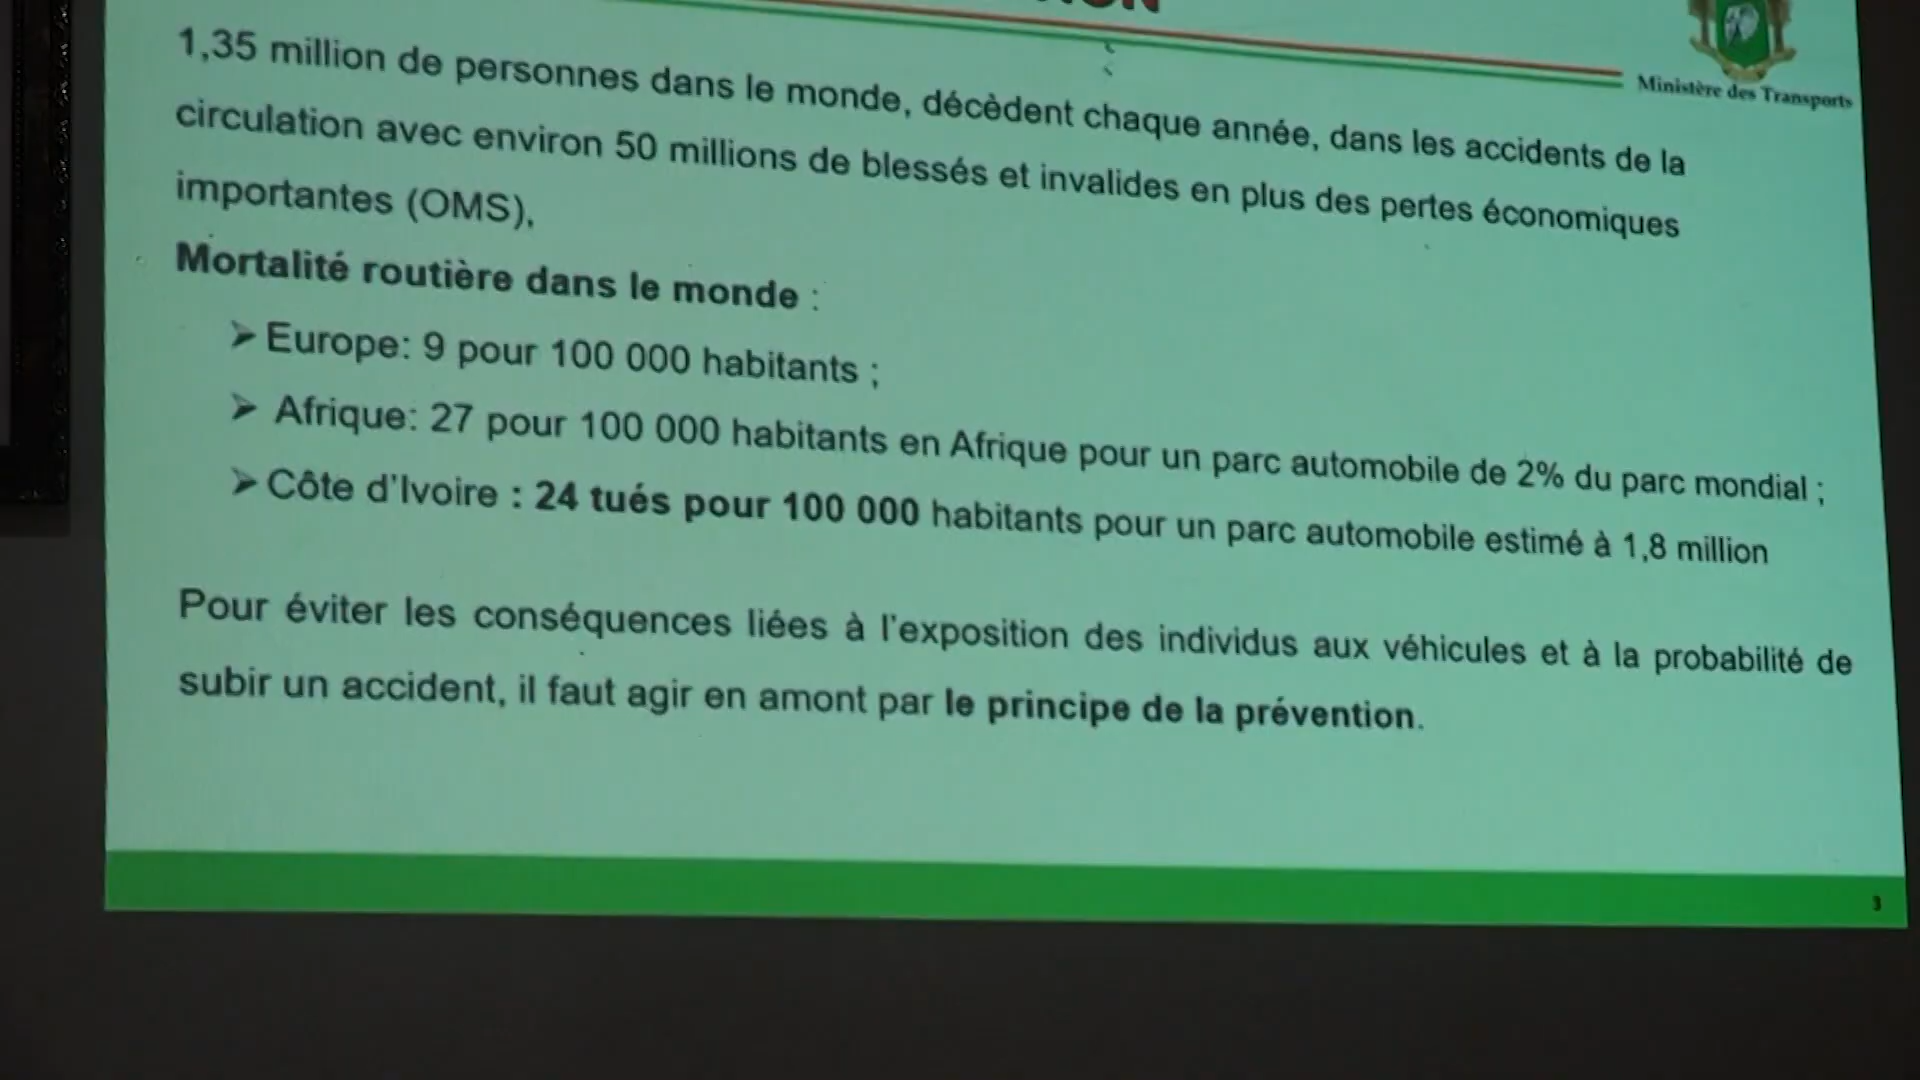 Ministère des Transports
1,35 million de personnes dans le monde, décèdent chaque année, dans les accidents de la
circulation avec environ 50 millions de blessés et invalides en plus des pertes économiques
importantes (OMS),
Mortalité routière dans le monde :
➢ Europe: 9 pour 100 000 habitants ;
➢ Afrique: 27 pour 100 000 habitants en Afrique pour un parc automobile de 2% du parc mondial ;
➢ Côte d'Ivoire : 24 tués pour 100 000 habitants pour un parc automobile estimé à 1,8 million
Pour éviter les conséquences liées à l'exposition des individus aux véhicules et à la probabilité de
subir un accident, il faut agir en amont par le principe de la prévention.
3